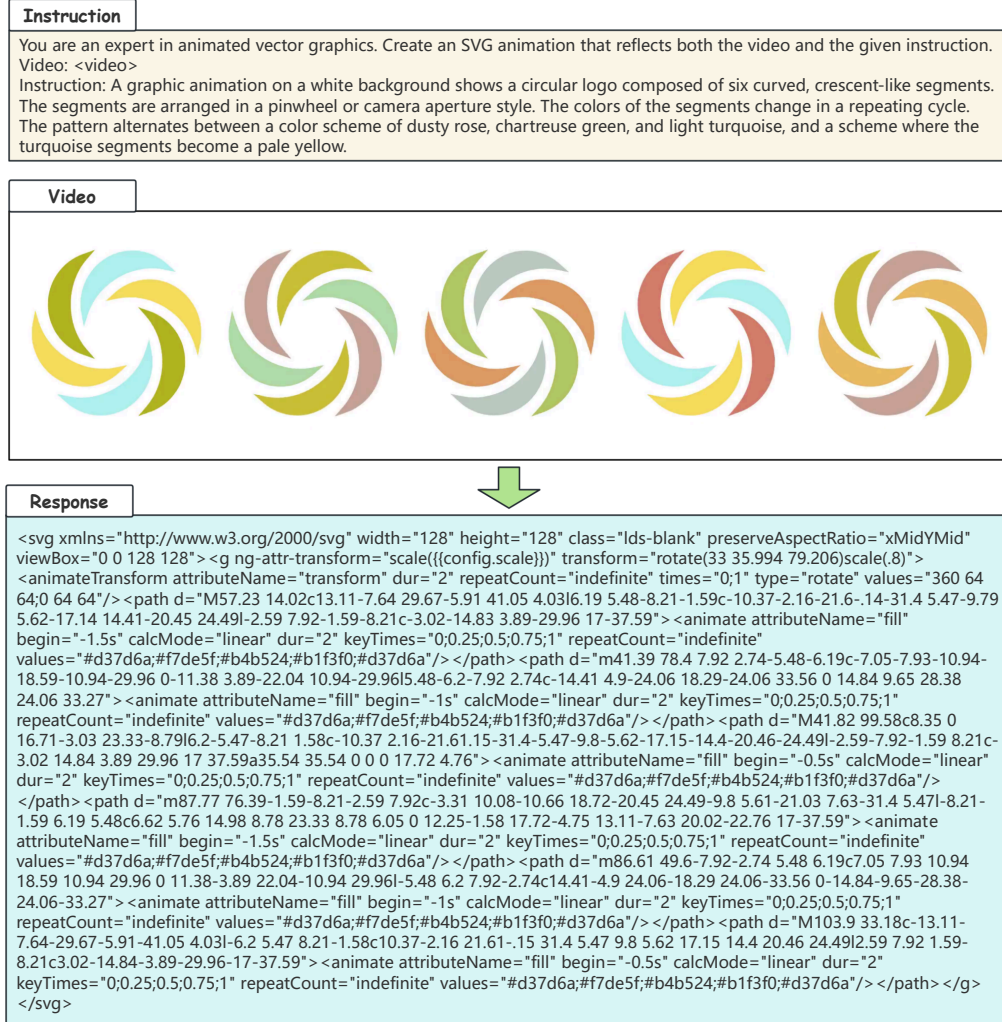 Instruction
You are an expert in animated vector graphics. Create an SVG animation that reflects both the video and the given instruction.
Video: <video>
Instruction: A graphic animation on a white background shows a circular logo composed of six curved, crescent-like segments.
The segments are arranged in a pinwheel or camera aperture style. The colors of the segments change in a repeating cycle.
The pattern alternates between a color scheme of dusty rose, chartreuse green, and light turquoise, and a scheme where the
turquoise segments become a pale yellow.
Video
Response
<svg xmlns="http://www.w3.org/2000/svg" width="128" height="128" class="lds-blank" preserveAspectRatio="xMidYMid"
viewBox="0 0 128 128"><g ng-attr-transform="scale({{config.scale}})" transform="rotate(33 35.994 79.206)scale(.8)">
<animateTransform attributeName="transform" dur="2" repeatCount="indefinite" times="0;1" type="rotate" values="360 64
64;0 64 64"/><path d="M57.23 14.02c13.11-7.64 29.67-5.91 41.05 4.03l6.19 5.48-8.21-1.59c-10.37-2.16-21.6-.14-31.4 5.47-9.79
5.62-17.14 14.41-20.45 24.49l-2.59 7.92-1.59-8.21c-3.02-14.83 3.89-29.96 17-37.59"><animate attributeName="fill"
begin="-1.5s" calcMode="linear" dur="2" keyTimes="0;0.25;0.5;0.75;1" repeatCount="indefinite"
values="#d37d6a;#f7de5f;#b4b524;#b1f3f0;#d37d6a"/></path><path d="m41.39 78.4 7.92 2.74-5.48-6.19c-7.05-7.93-10.94-
18.59-10.94-29.96 0-11.38 3.89-22.04 10.94-29.96l5.48-6.2-7.92 2.74c-14.41 4.9-24.06 18.29-24.06 33.56 0 14.84 9.65 28.38
24.06 33.27"><animate attributeName="fill" begin="-1s" calcMode="linear" dur="2" keyTimes="0;0.25;0.5;0.75;1"
repeatCount="indefinite" values="#d37d6a;#f7de5f;#b4b524;#b1f3f0;#d37d6a"/></path><path d="M41.82 99.58c8.35 0
16.71-3.03 23.33-8.79l6.2-5.47-8.21 1.58c-10.37 2.16-21.61.15-31.4-5.47-9.8-5.62-17.15-14.4-20.46-24.49l-2.59-7.92-1.59 8.21c-
3.02 14.84 3.89 29.96 17 37.59a35.54 35.54 0 0 0 17.72 4.76"><animate attributeName="fill" begin="-0.5s" calcMode="linear"
dur="2" keyTimes="0;0.25;0.5;0.75;1" repeatCount="indefinite" values="#d37d6a;#f7de5f;#b4b524;#b1f3f0;#d37d6a"/>
</path><path d="m87.77 76.39-1.59-8.21-2.59 7.92c-3.31 10.08-10.66 18.72-20.45 24.49-9.8 5.61-21.03 7.63-31.4 5.47l-8.21-
1.59 6.19 5.48c6.62 5.76 14.98 8.78 23.33 8.78 6.05 0 12.25-1.58 17.72-4.75 13.11-7.63 20.02-22.76 17-37.59"><animate
attributeName="fill" begin="-1.5s" calcMode="linear" dur="2" keyTimes="0;0.25;0.5;0.75;1" repeatCount="indefinite"
values="#d37d6a;#f7de5f;#b4b524;#b1f3f0;#d37d6a"/></path><path d="m86.61 49.6-7.92-2.74 5.48 6.19c7.05 7.93 10.94
18.59 10.94 29.96 0 11.38-3.89 22.04-10.94 29.96l-5.48 6.2 7.92-2.74c14.41-4.9 24.06-18.29 24.06-33.56 0-14.84-9.65-28.38-
24.06-33.27"><animate attributeName="fill" begin="-1s" calcMode="linear" dur="2" keyTimes="0;0.25;0.5;0.75;1"
repeatCount="indefinite" values="#d37d6a;#f7de5f;#b4b524;#b1f3f0;#d37d6a"/></path><path d="M103.9 33.18c-13.11-
7.64-29.67-5.91-41.05 4.03l-6.2 5.47 8.21-1.58c10.37-2.16 21.61-.15 31.4 5.47 9.8 5.62 17.15 14.4 20.46 24.49l2.59 7.92 1.59-
8.21c3.02-14.84-3.89-29.96-17-37.59"><animate attributeName="fill" begin="-0.5s" calcMode="linear" dur="2"
keyTimes="0;0.25;0.5;0.75;1" repeatCount="indefinite" values="#d37d6a;#f7de5f;#b4b524;#b1f3f0;#d37d6a"/></path></g>
</svg>